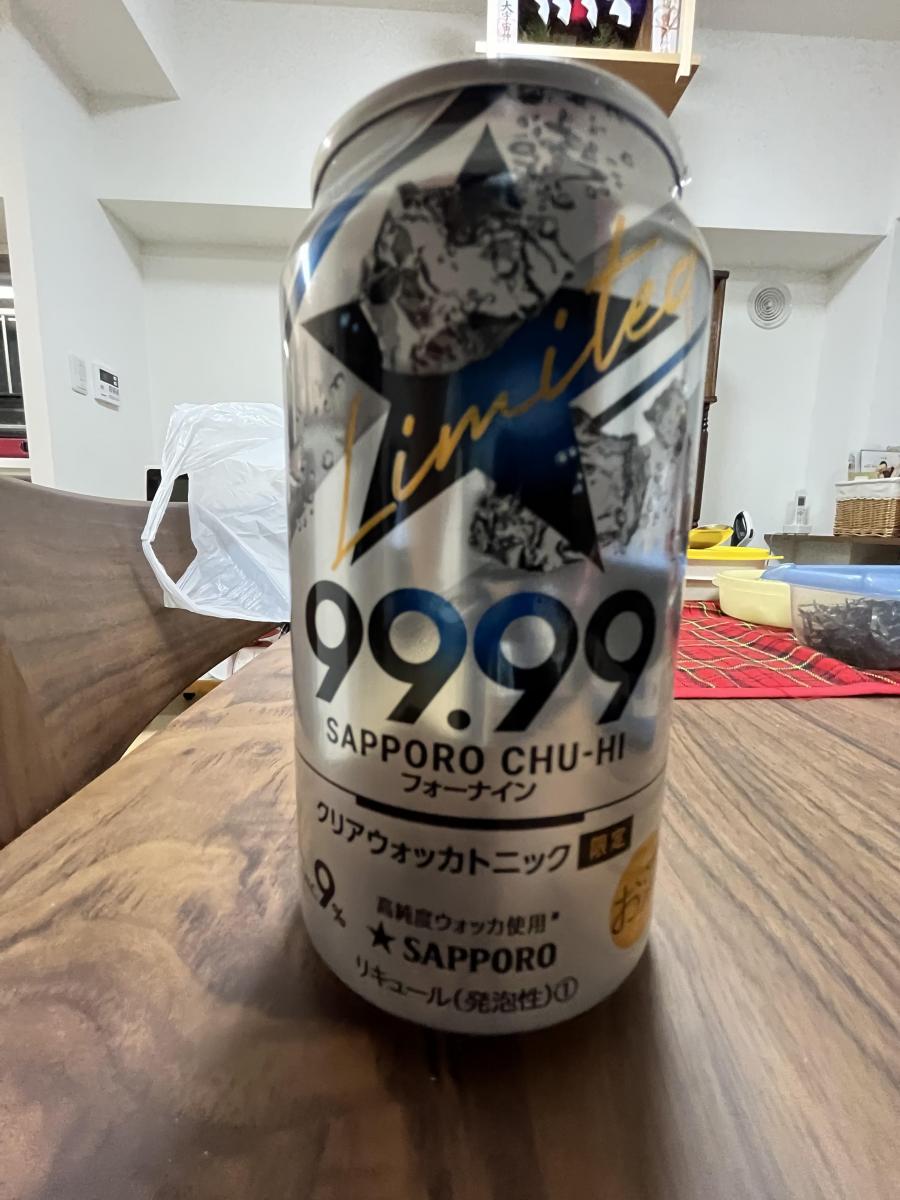 Limited
99.99
SAPPORO CHU-HI
フォーナイン
クリアウォッカトニック 限定
9%
高純度ウォッカ使用※
★SAPPORO
リキュール(発泡性)①
お